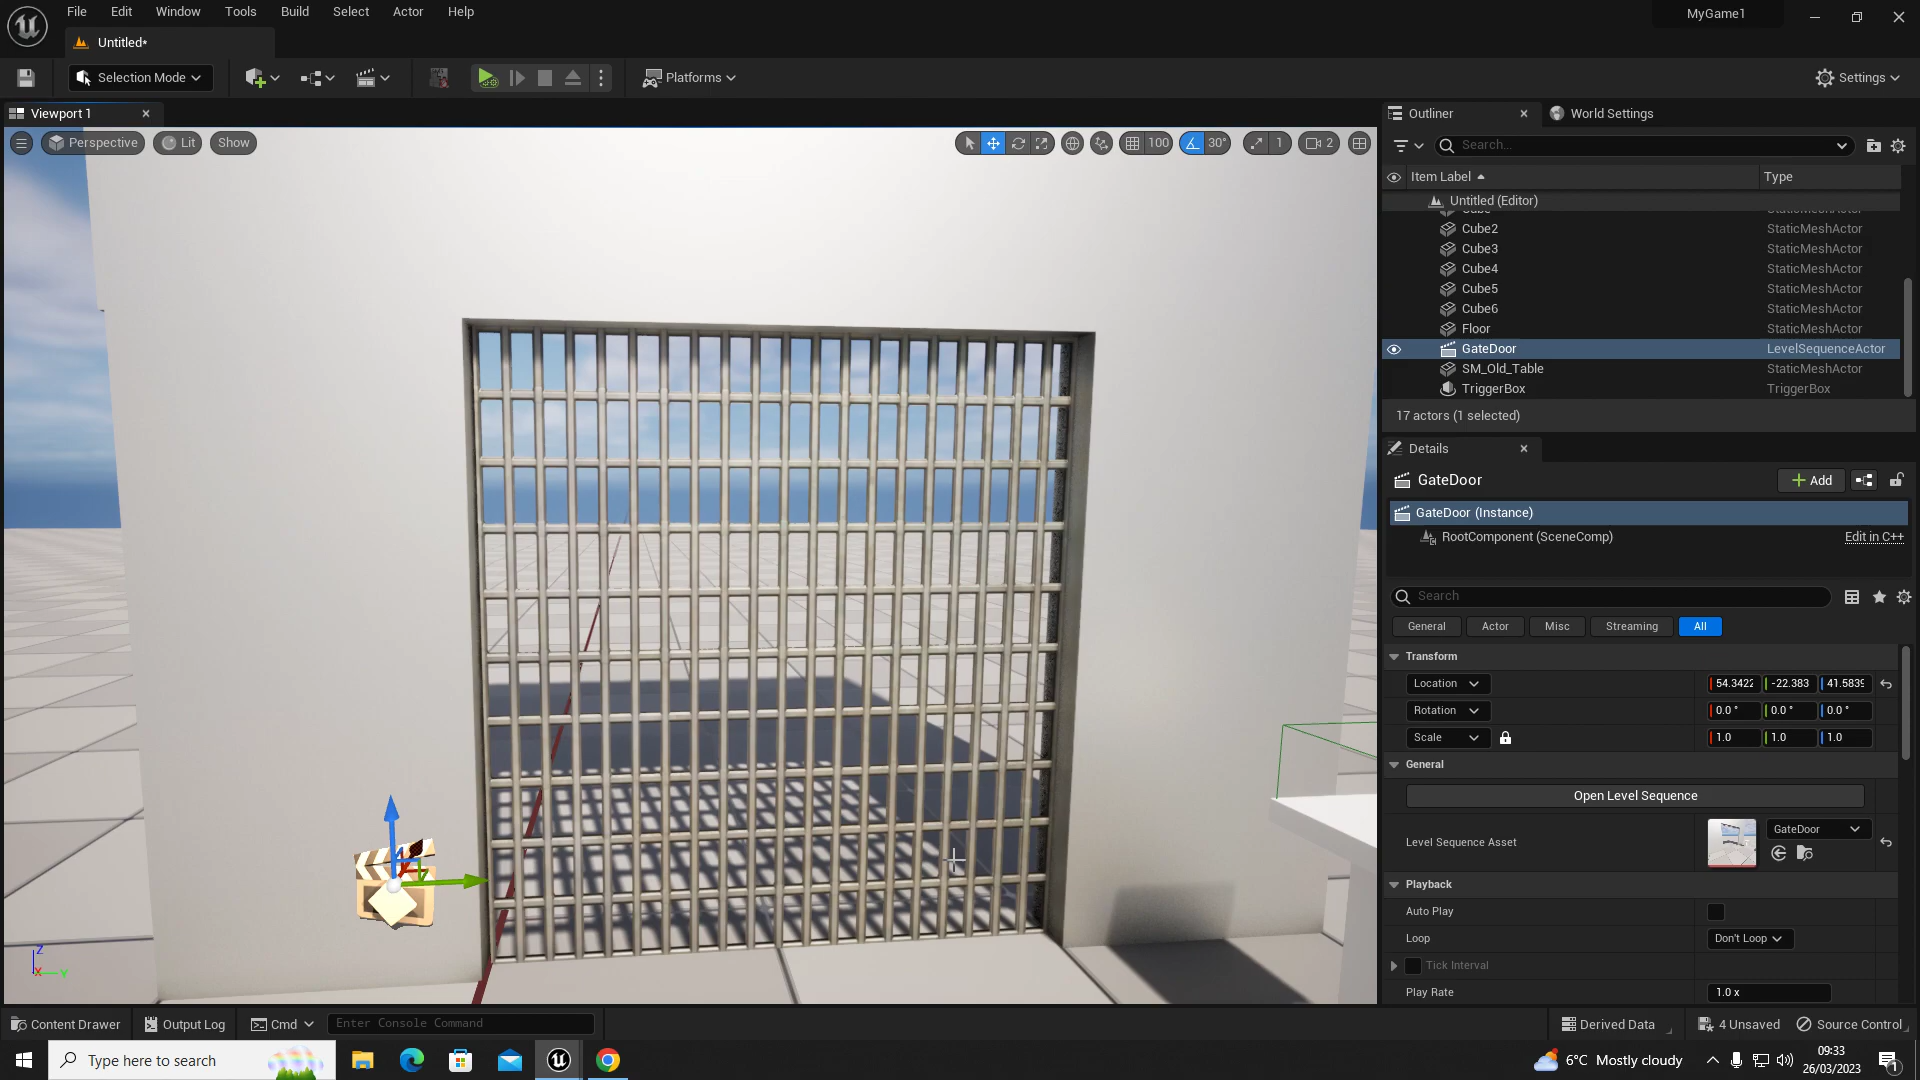 File Edit Window Tools Build Select Actor Help
MyGame1
Untitled*
Selection Mode
Platforms
Settings
Viewport 1
Perspective
Lit
Show
100
30°
1
2
Outliner
World Settings
Search...
Item Label
Type
Untitled (Editor)
Cube2 StaticMeshActor
Cube3 StaticMeshActor
Cube4 StaticMeshActor
Cube5 StaticMeshActor
Cube6 StaticMeshActor
Floor StaticMeshActor
GateDoor LevelSequenceActor
SM_Old_Table StaticMeshActor
TriggerBox TriggerBox
17 actors (1 selected)
Details
GateDoor
Add
GateDoor (Instance)
RootComponent (SceneComp) Edit in C++
Search
General Actor Misc Streaming All
Transform
Location 54.3422 -22.383 41.5839
Rotation 0.0 ° 0.0 ° 0.0 °
Scale 1.0 1.0 1.0
General
Open Level Sequence
Level Sequence Asset GateDoor
Playback
Auto Play
Loop Don't Loop
Tick Interval
Play Rate 1.0 x
Z
X
Y
Content Drawer
Output Log
Cmd
Enter Console Command
Derived Data
4 Unsaved
Source Control
Type here to search
6°C Mostly cloudy
09:33
26/03/2023
1